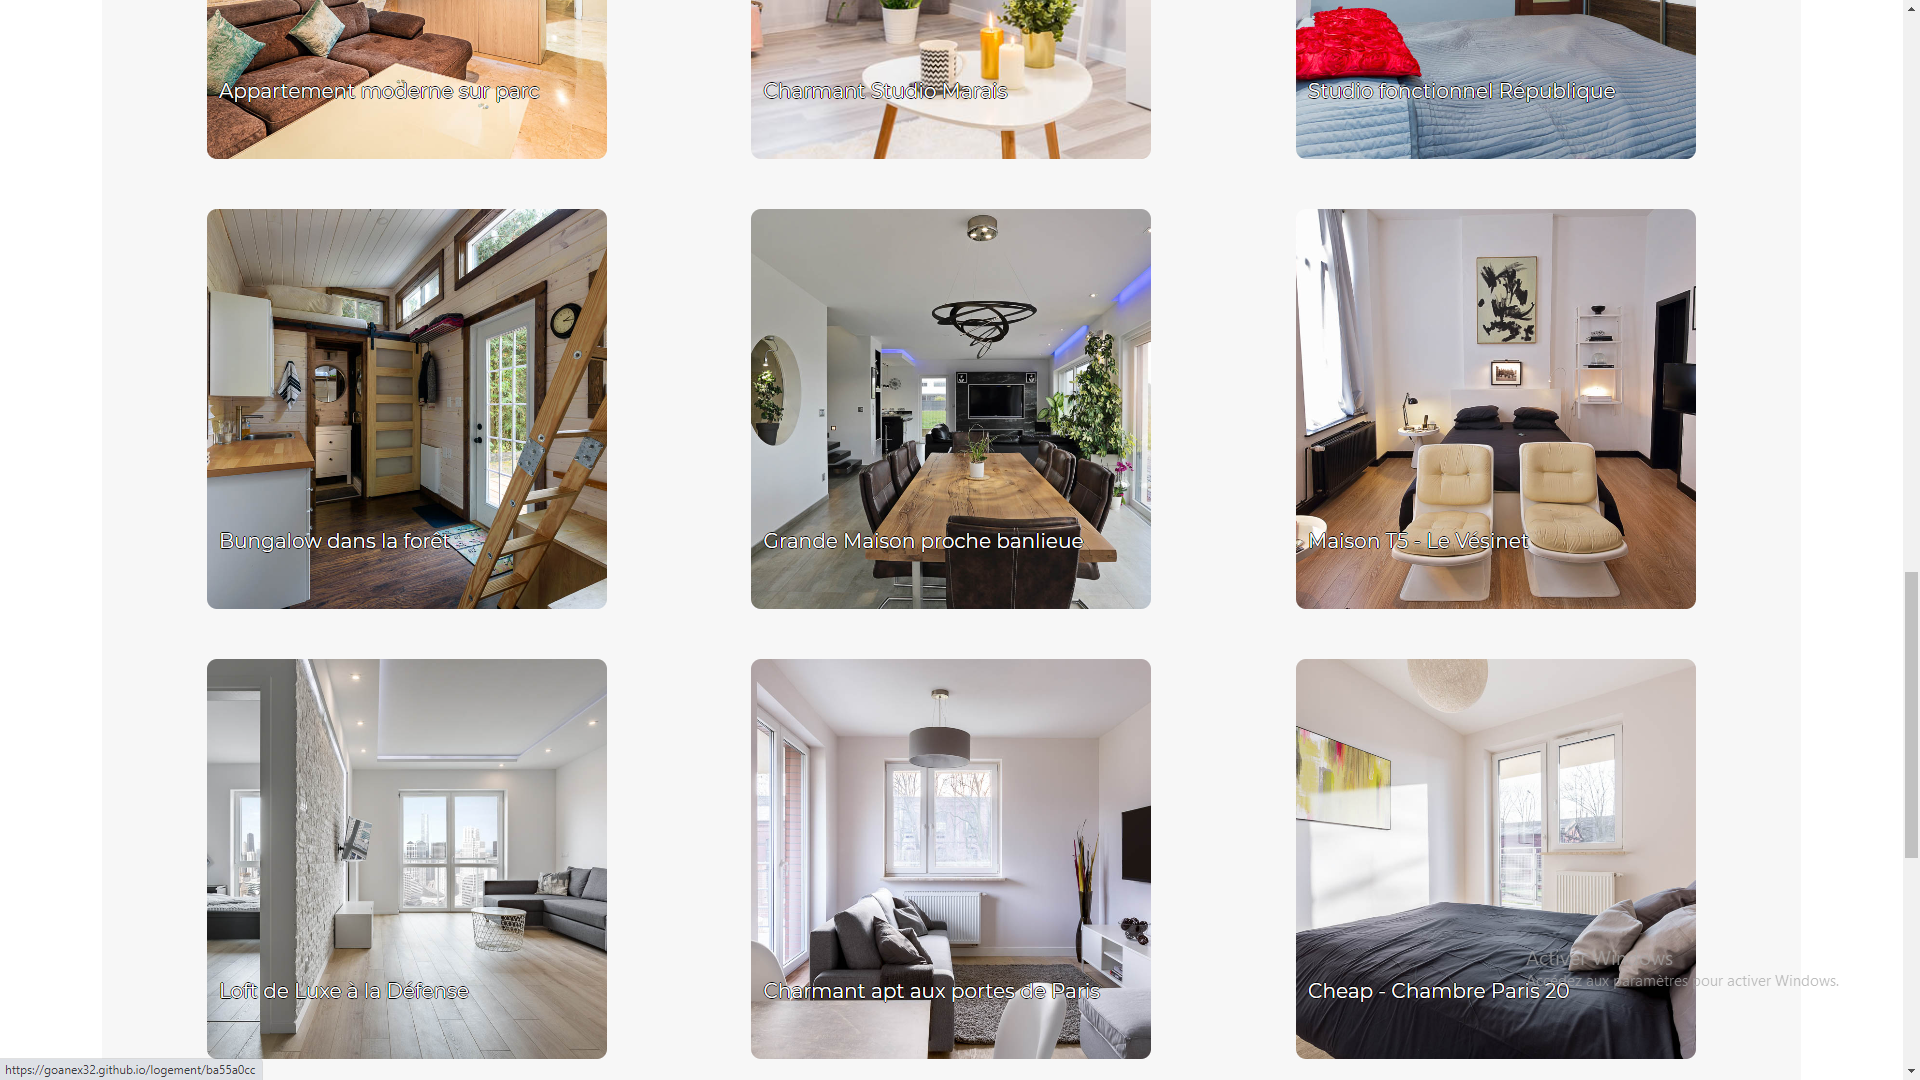 Appartement moderne sur parc
Charmant Studio Marais
Studio fonctionnel République
Bungalow dans la forêt
Grande Maison proche banlieue
Maison T5 - Le Vésinet
Loft de Luxe à la Défense
Charmant apt aux portes de Paris
Cheap - Chambre Paris 20
Activer Windows
Accédez aux paramètres pour activer Windows.
https://goanex32.github.io/logement/ba55a0cc